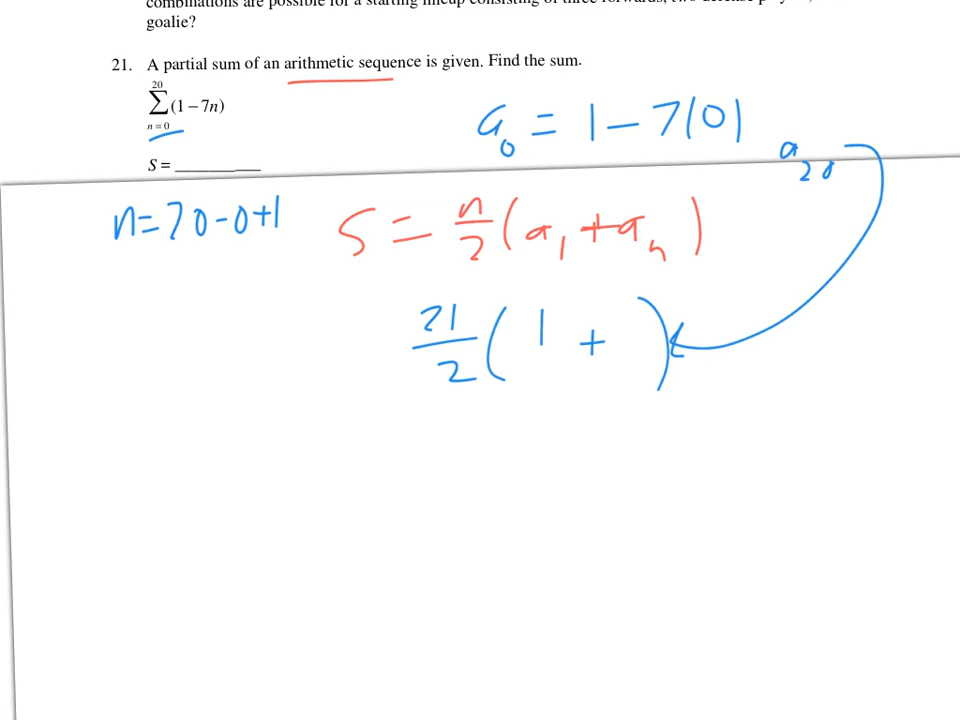 goalie?
21. A partial sum of an arithmetic sequence is given. Find the sum.
20
∑(1 – 7n)
n = 0
S = ________
a₀ = 1 – 7(0)
a₂₀
n = 20 - 0 + 1
S = n/2 (a₁ + aₙ)
21/2 ( 1 + )